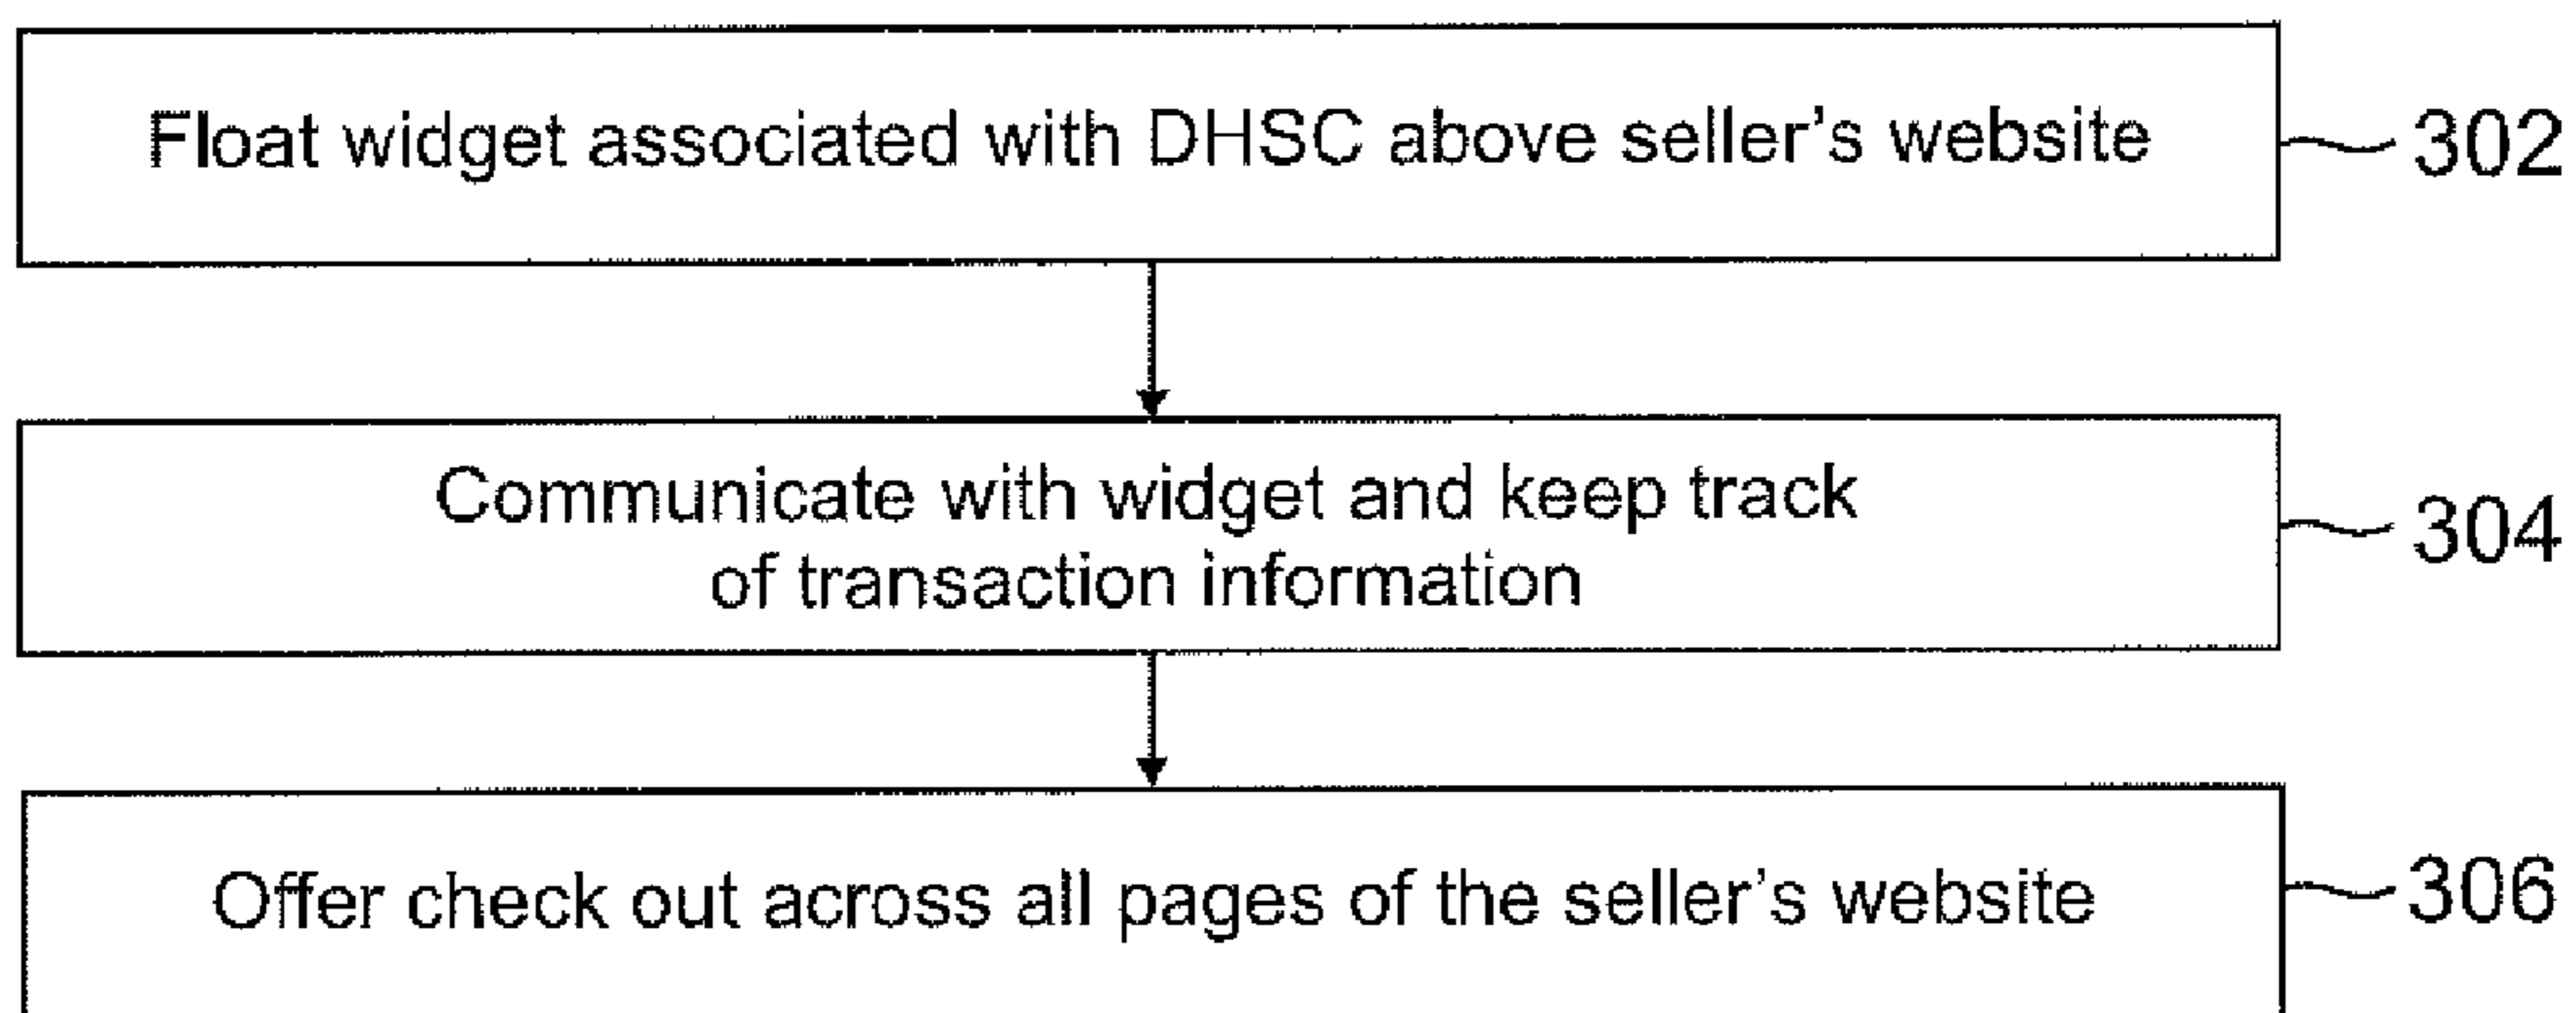 Float widget associated with DHSC above seller's website
302
Communicate with widget and keep track
of transaction information
304
Offer check out across all pages of the seller's website
306